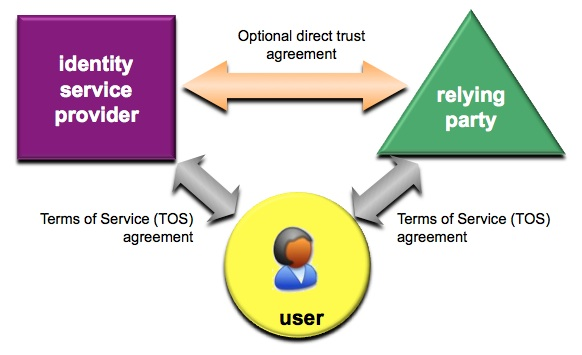 Optional direct trust
agreement
identity
service
provider
relying
party
Terms of Service (TOS)
agreement
Terms of Service (TOS)
agreement
user